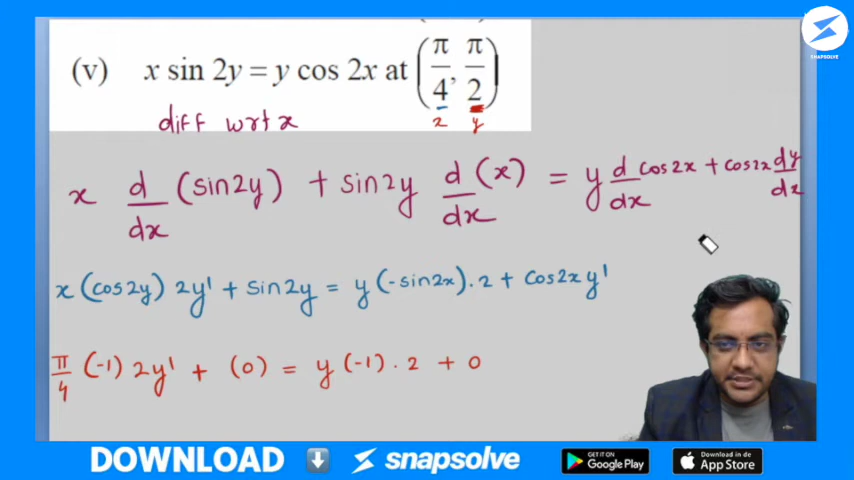 SNAPSOLVE
(v) x sin 2y = y cos 2x at (π/4, π/2)
x y
diff wrt x
x d/dx (sin2y) + sin2y d/dx (x) = y d/dx cos2x + cos2x dy/dx
x (cos2y) 2y' + sin2y = y (-sin2x) . 2 + cos2x y'
π/4 (-1) 2y' + (0) = y (-1) . 2 + 0
DOWNLOAD snapsolve GET IT ON Google Play Download on the App Store